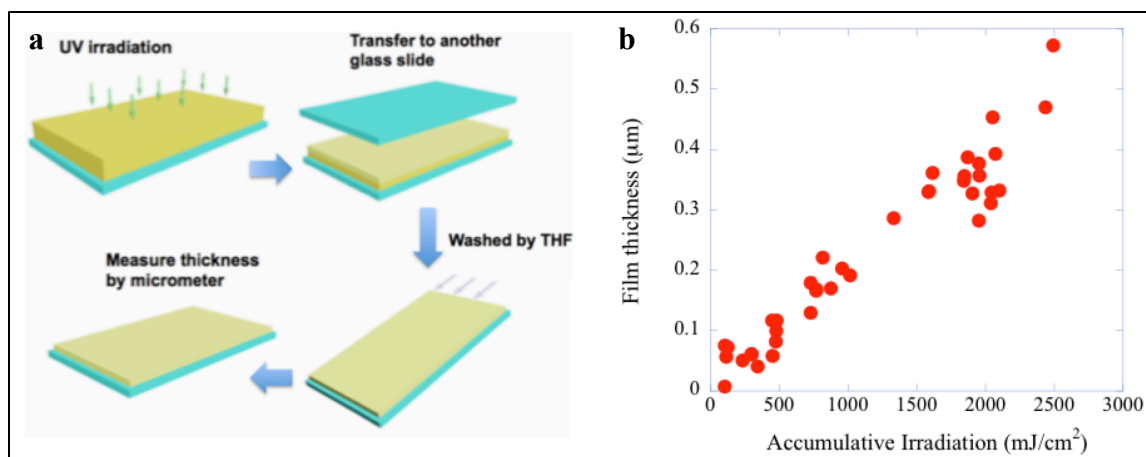 a
UV irradiation
Transfer to another
glass slide
Washed by THF
Measure thickness
by micrometer
b
Film thickness (µm)
0.6
0.5
0.4
0.3
0.2
0.1
0
0 500 1000 1500 2000 2500 3000
Accumulative Irradiation (mJ/cm²)